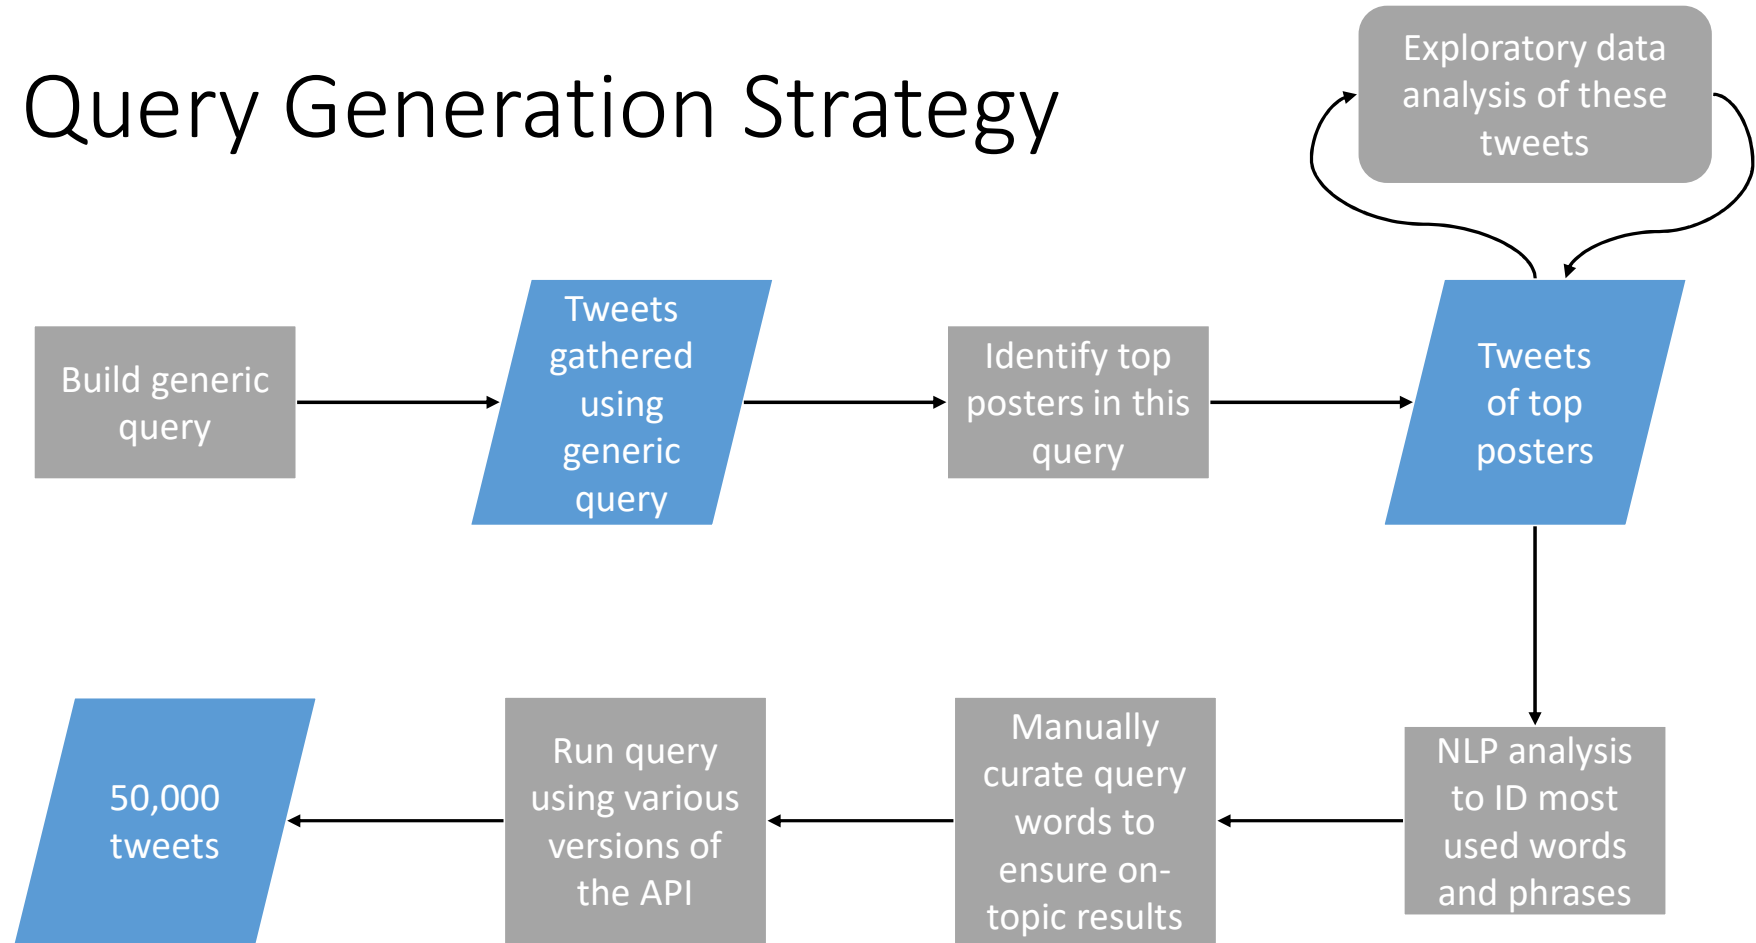 Query Generation Strategy
Exploratory data
analysis of these
tweets
Build generic
query
Tweets
gathered
using
generic
query
Identify top
posters in this
query
Tweets
of top
posters
NLP analysis
to ID most
used words
and phrases
Manually
curate query
words to
ensure on-
topic results
Run query
using various
versions of
the API
50,000
tweets